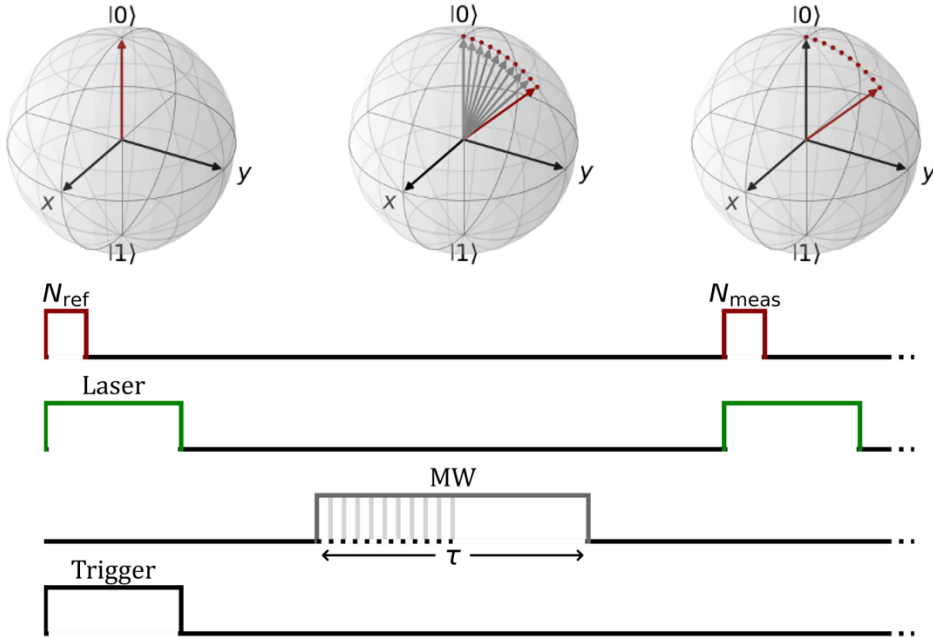 |0⟩ |0⟩ |0⟩
x y x y x y
|1⟩ |1⟩ |1⟩
N_ref N_meas
Laser
MW
τ
Trigger